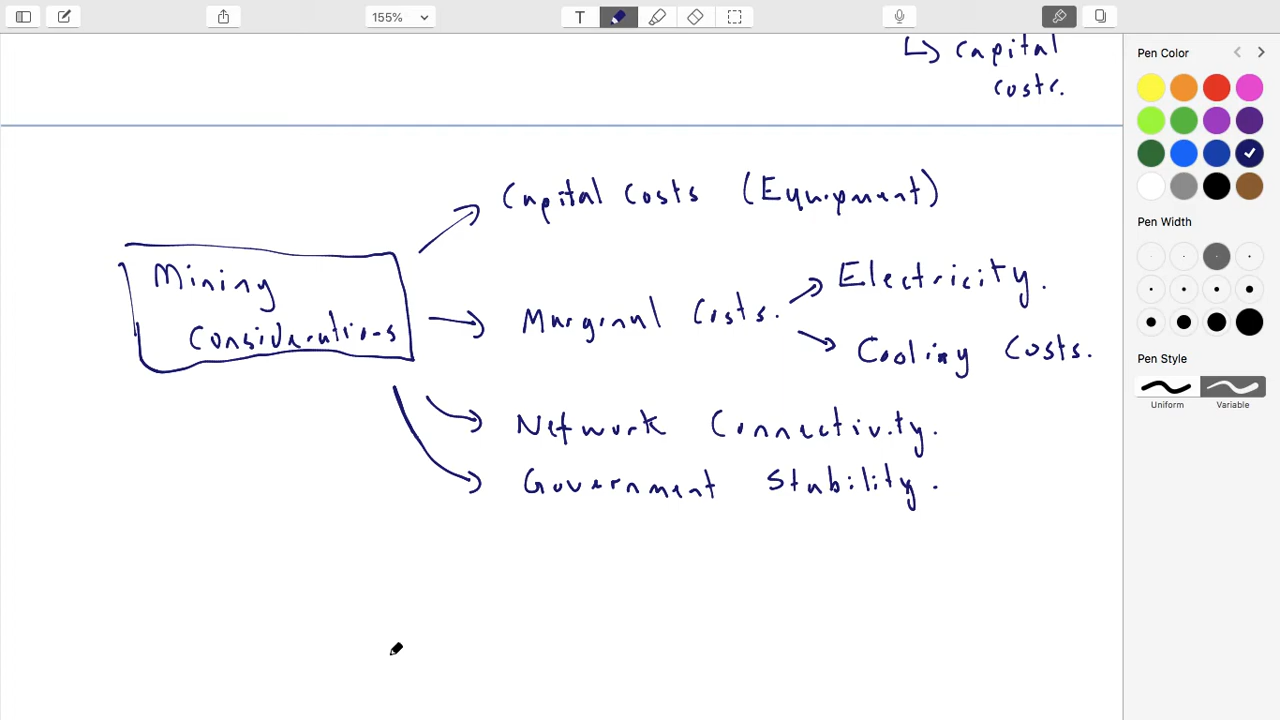 155%
T
↳ Capital
costs.
Pen Color
Capital Costs (Equipment)
Mining
Considerations
Electricity.
Marginal Costs.
Cooling Costs.
Network Connectivity.
Government Stability.
Pen Width
Pen Style
Uniform
Variable